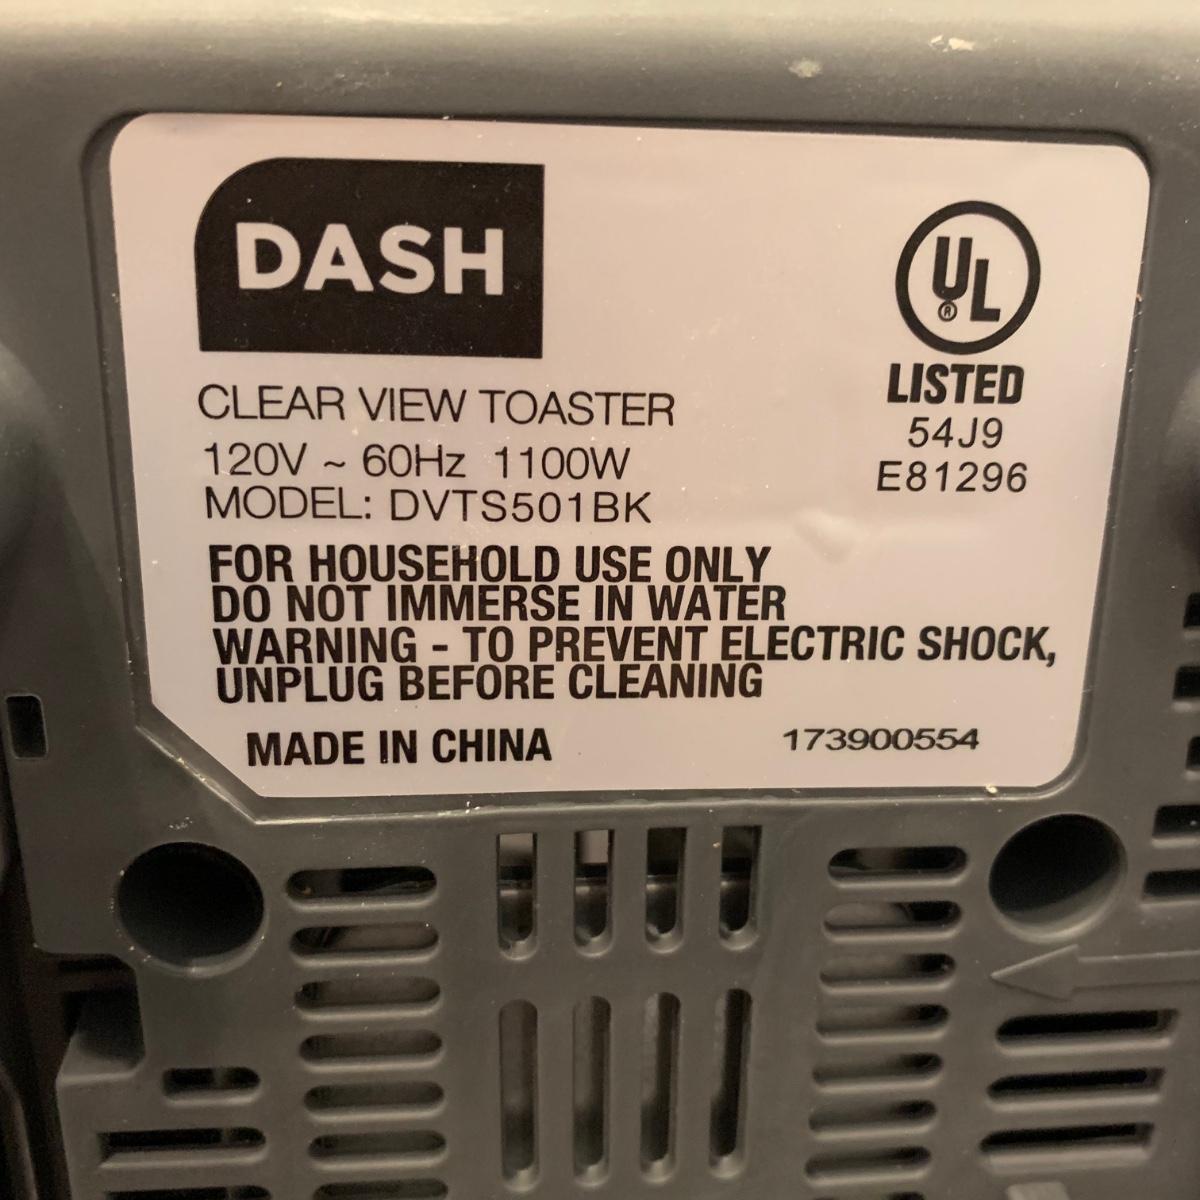 DASH
CLEAR VIEW TOASTER
120V ~ 60Hz 1100W
MODEL: DVTS501BK
FOR HOUSEHOLD USE ONLY
DO NOT IMMERSE IN WATER
WARNING - TO PREVENT ELECTRIC SHOCK,
UNPLUG BEFORE CLEANING
MADE IN CHINA
UL ®
LISTED
54J9
E81296
173900554